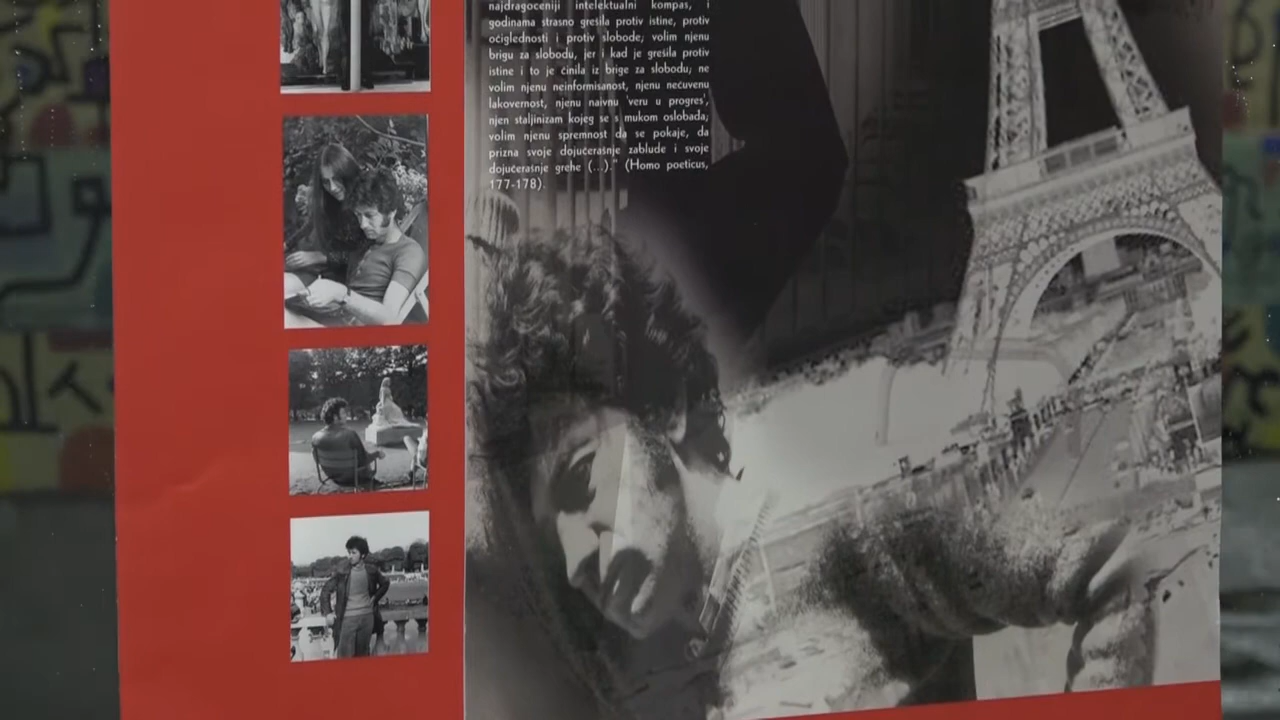 najdragoceniji intelektualni kompas, i
godinama strasno grešila protiv istine, protiv
očiglednosti i protiv slobode; volim njenu
brigu za slobodu, jer i kad je grešila protiv
istine i to je činila iz brige za slobodu; ne
volim njenu neinformisanost, njenu nečuvenu
lakovernost, njenu naivnu 'veru u progres',
njen staljinizam kojeg se s mukom oslobađa;
volim njenu spremnost da se pokaje, da
prizna svoje dojučerašnje zablude i svoje
dojučerašnje grehe (...)." (Homo poeticus,
177-178).